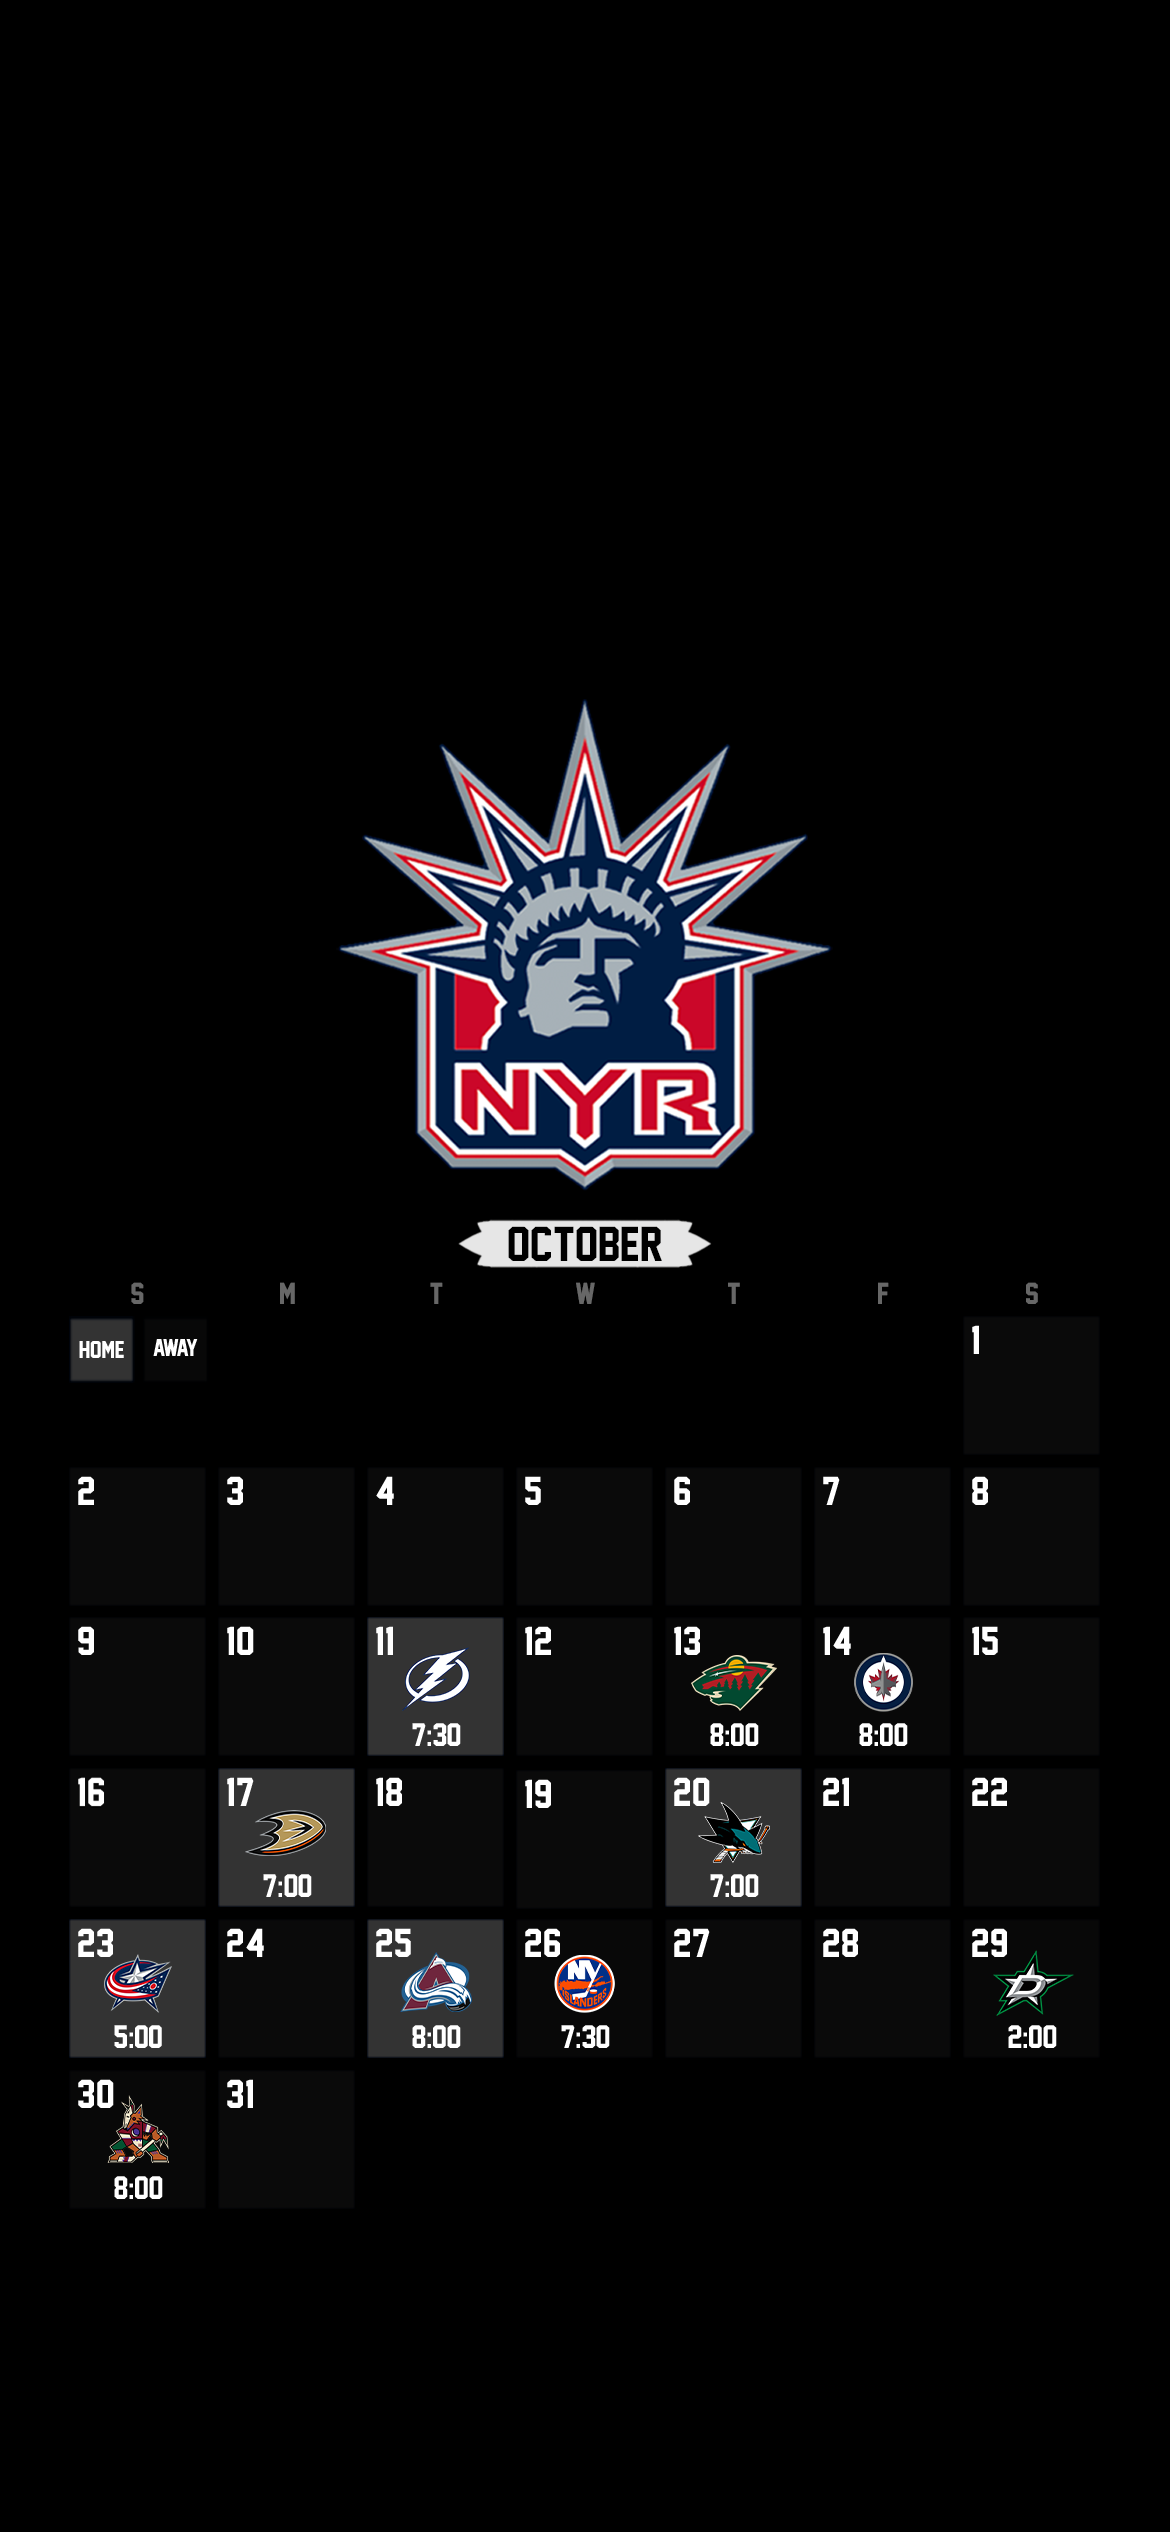 NYR
OCTOBER
S M T W T F S
HOME AWAY 1
2 3 4 5 6 7 8
9 10 11 12 13 14 15
7:30 8:00 8:00
16 17 18 19 20 21 22
7:00 7:00
23 24 25 26 27 28 29
NY
ISLANDERS
D
5:00 8:00 7:30 2:00
30 31
8:00